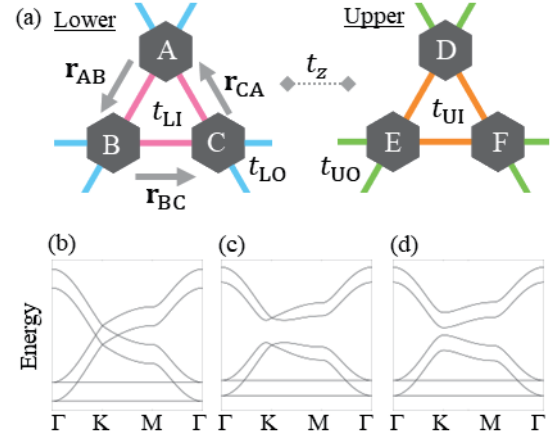 (a) Lower Upper
A D
r_AB r_CA t_z
t_LI t_UI
B C E F
t_LO t_UO
r_BC
(b) (c) (d)
Energy
Γ K M Γ Γ K M Γ Γ K M Γ